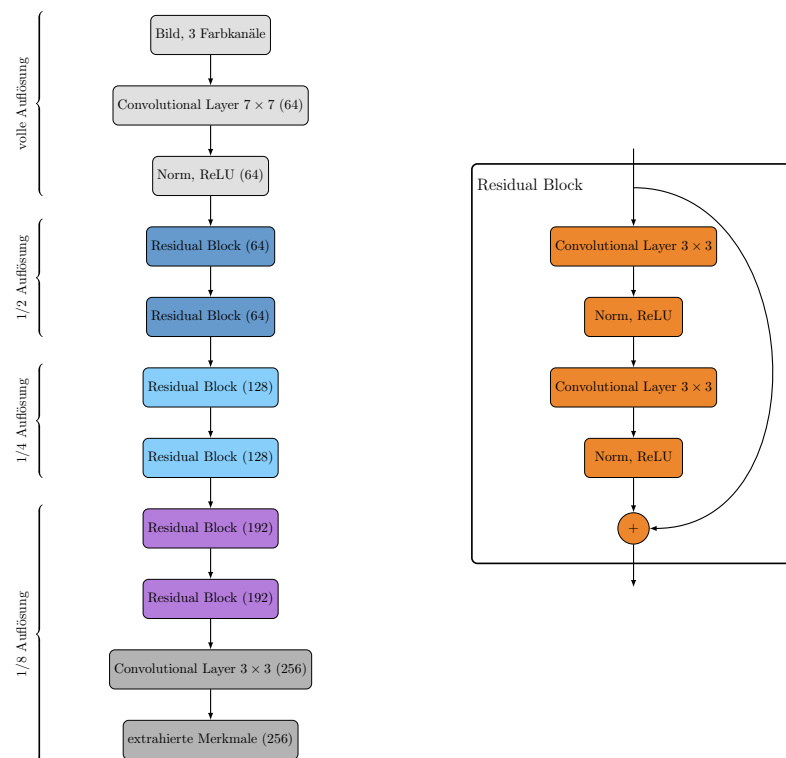 volle Auflösung
Bild, 3 Farbkanäle
Convolutional Layer 7 × 7 (64)
Norm, ReLU (64)
1/2 Auflösung
Residual Block (64)
Residual Block (64)
1/4 Auflösung
Residual Block (128)
Residual Block (128)
1/8 Auflösung
Residual Block (192)
Residual Block (192)
Convolutional Layer 3 × 3 (256)
extrahierte Merkmale (256)
Residual Block
Convolutional Layer 3 × 3
Norm, ReLU
Convolutional Layer 3 × 3
Norm, ReLU
+